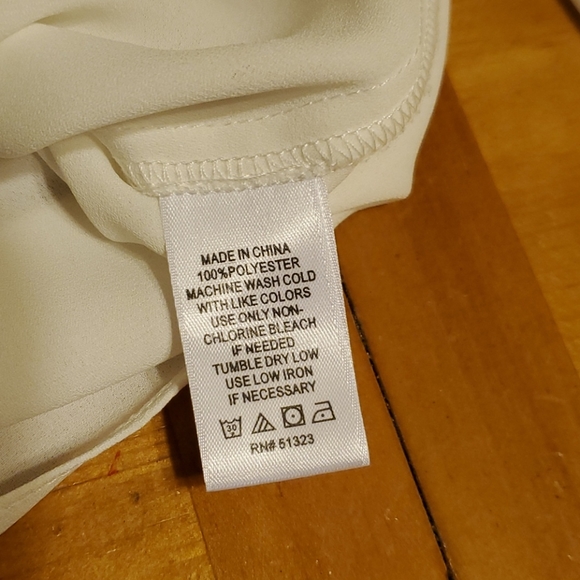 MADE IN CHINA
100%POLYESTER
MACHINE WASH COLD
WITH LIKE COLORS
USE ONLY NON-
CHLORINE BLEACH
IF NEEDED
TUMBLE DRY LOW
USE LOW IRON
IF NECESSARY
30
RN# 51323